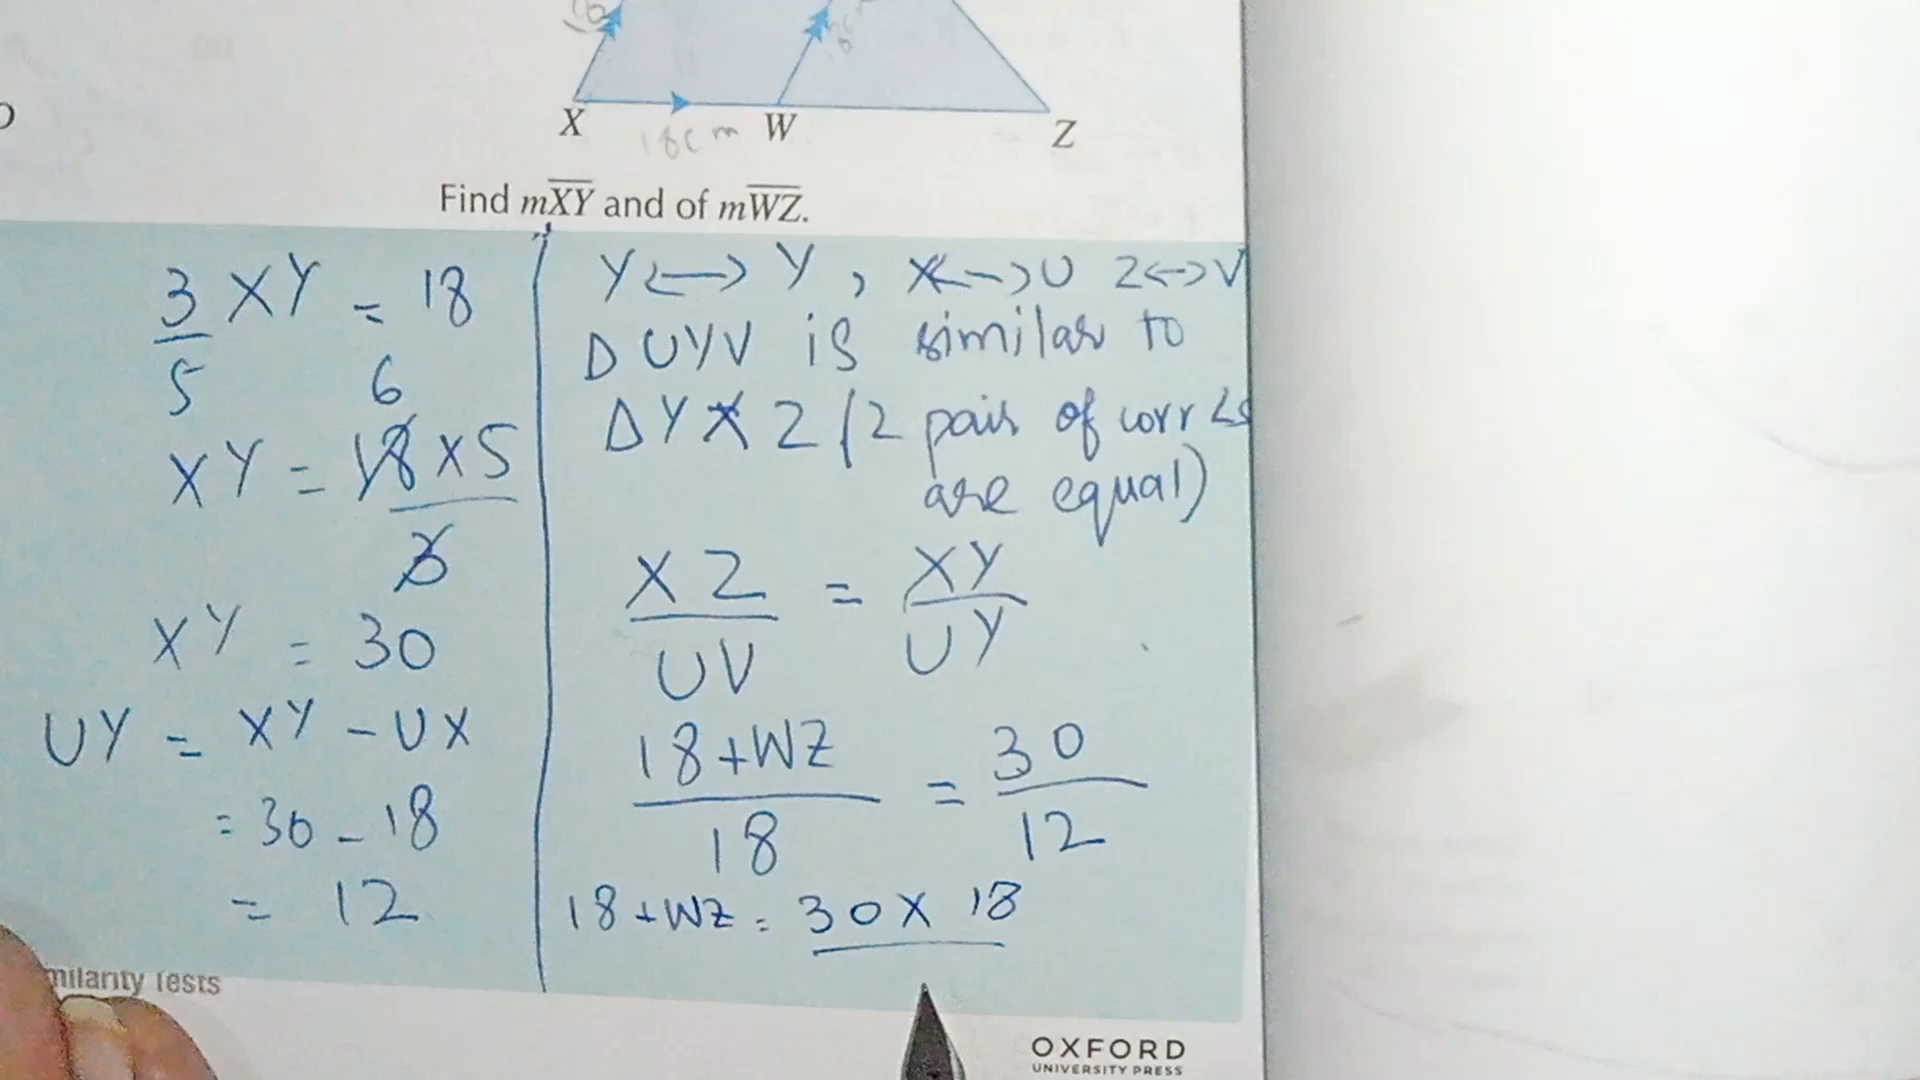 X 18cm W Z
Find mXY and of mWZ.
3/5 XY = 18
6
XY = 18 x 5
3
XY = 30
UY = XY - UX
= 30 - 18
= 12
Y <-> Y , X <-> U Z <-> V
Δ UYV is similar to
Δ YXZ (2 pair of corr ∠s
are equal)
XZ/UV = XY/UY
18+WZ/18 = 30/12
18+WZ = 30 x 18
milarity Tests
OXFORD
UNIVERSITY PRESS